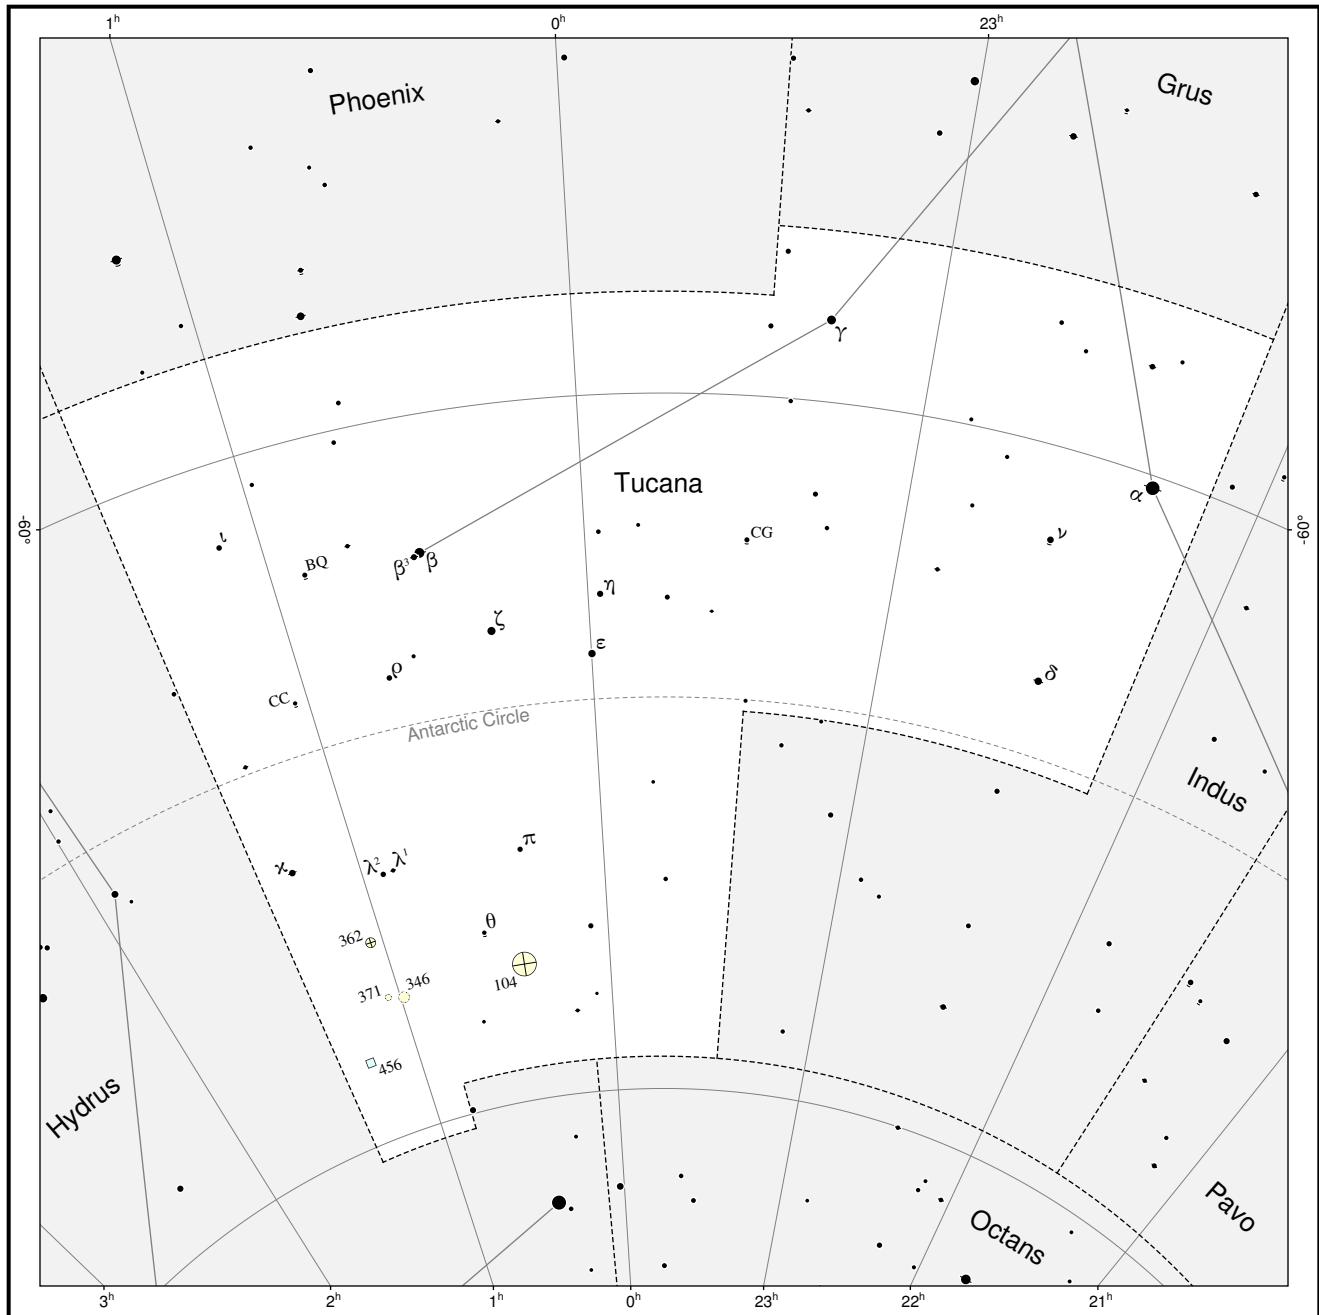 1h 0h 23h
Phoenix
Grus
γ
Tucana
α
-60°
-60°
ι
BQ
β³
β
CG
ν
η
ζ
ε
ρ
δ
CC
Antarctic Circle
Indus
π
ϰ
λ²
λ¹
θ
362
104
371
346
456
Hydrus
Pavo
Octans
3h 2h 1h 0h 23h 22h 21h